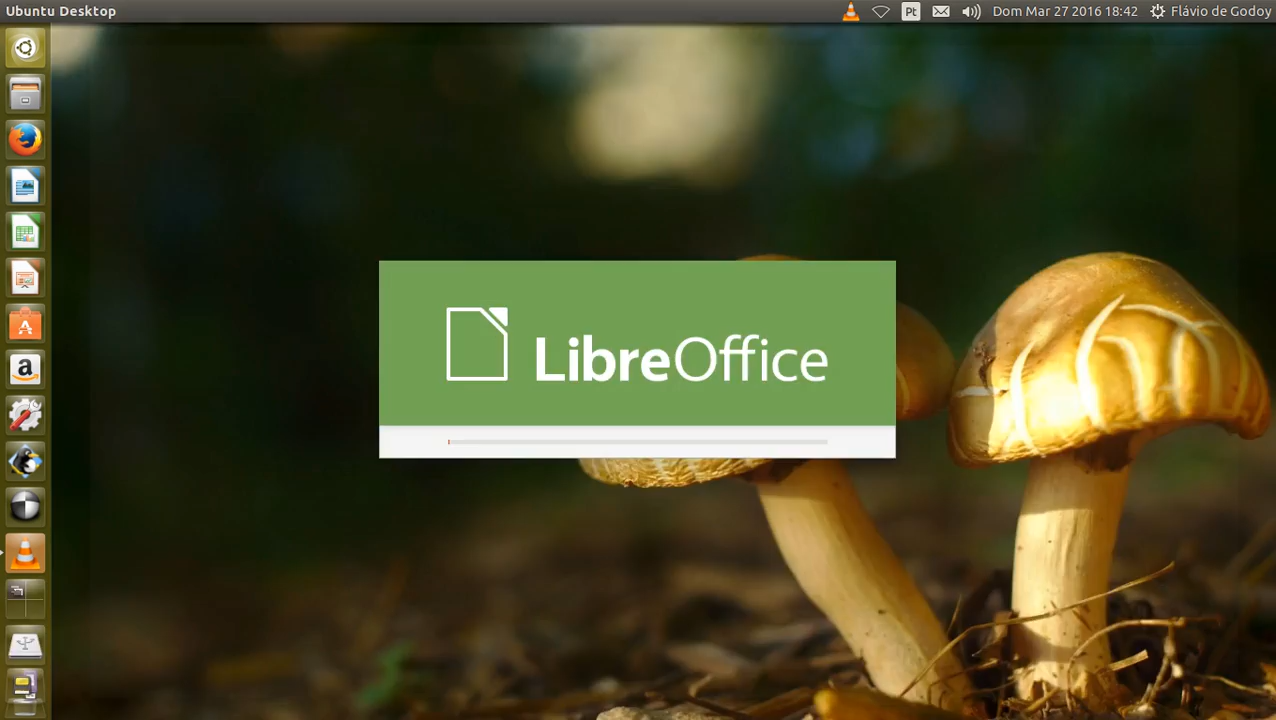 Ubuntu Desktop
Pt
Dom Mar 27 2016 18:42
Flávio de Godoy
a
LibreOffice